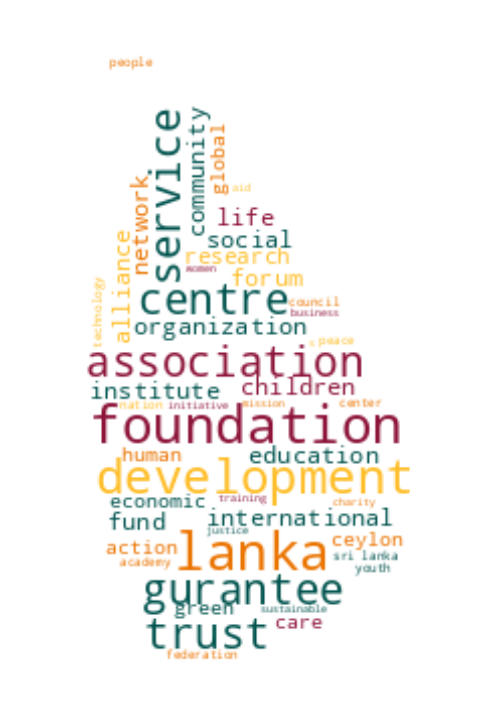 people
service
community
global
network
aid
life
alliance
social
research
women
forum
technology
centre
council
business
organization
peace
s
association
institute
children
nation
initiative
mission
center
foundation
human
education
development
economic
training
charity
fund
international
justice
action
lanka
ceylon
sri lanka
academy
youth
gurantee
green
sustainable
trust
care
federation